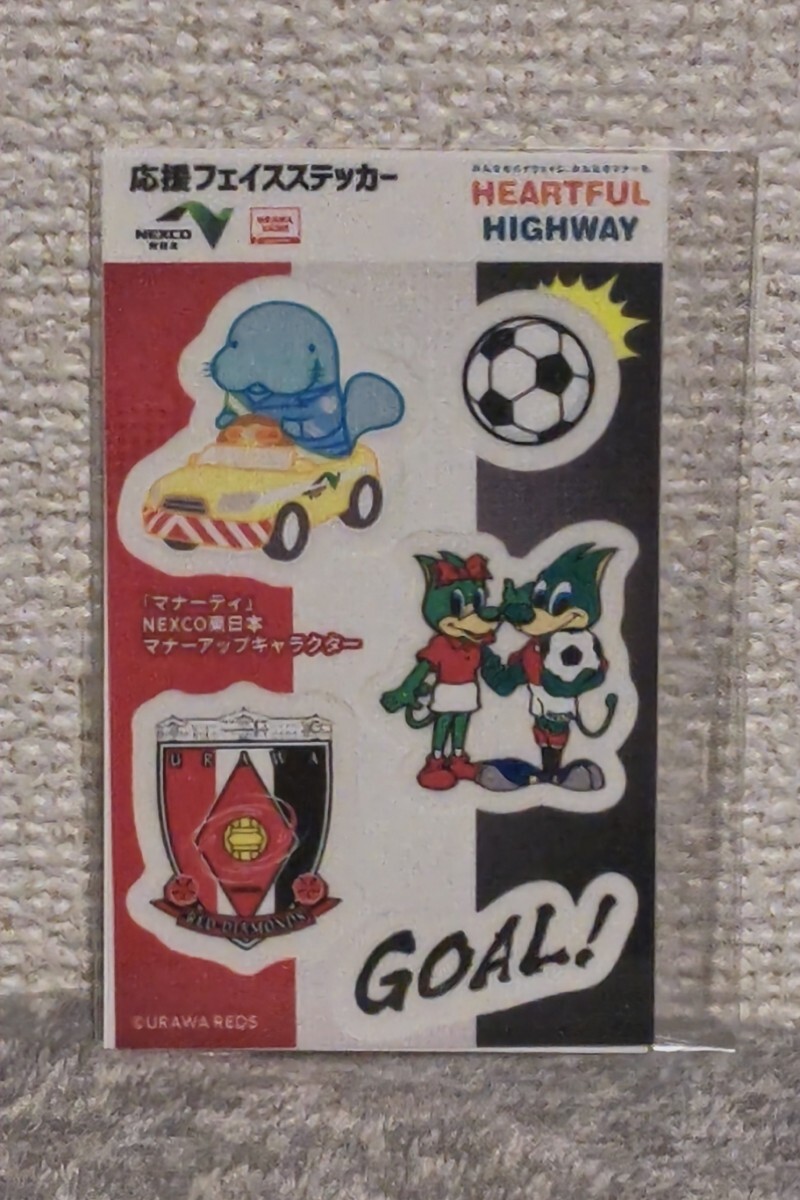 応援フェイスステッカー
NEXCO
東日本
HEARTFUL
HIGHWAY
「マナーティ」
NEXCO東日本
マナーアップキャラクター
URAWA
RED DIAMONDS
GOAL!
©URAWA REDS